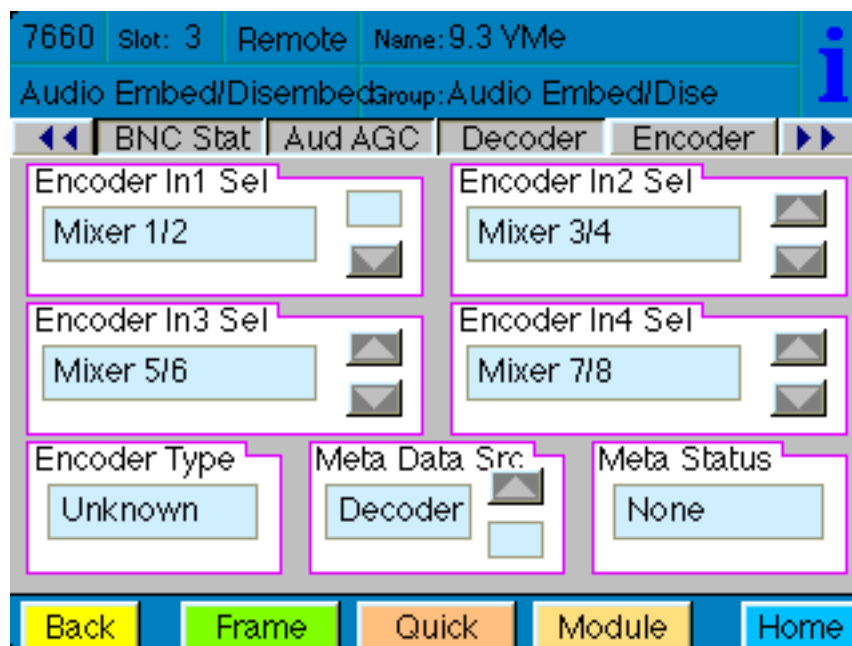 7660 Slot: 3 Remote Name: 9.3 VMe
Audio Embed/Disembed Group: Audio Embed/Dise
i
BNC Stat Aud AGC Decoder Encoder
Encoder In1 Sel Encoder In2 Sel
Mixer 1/2 Mixer 3/4
Encoder In3 Sel Encoder In4 Sel
Mixer 5/6 Mixer 7/8
Encoder Type Meta Data Src Meta Status
Unknown Decoder None
Back Frame Quick Module Home